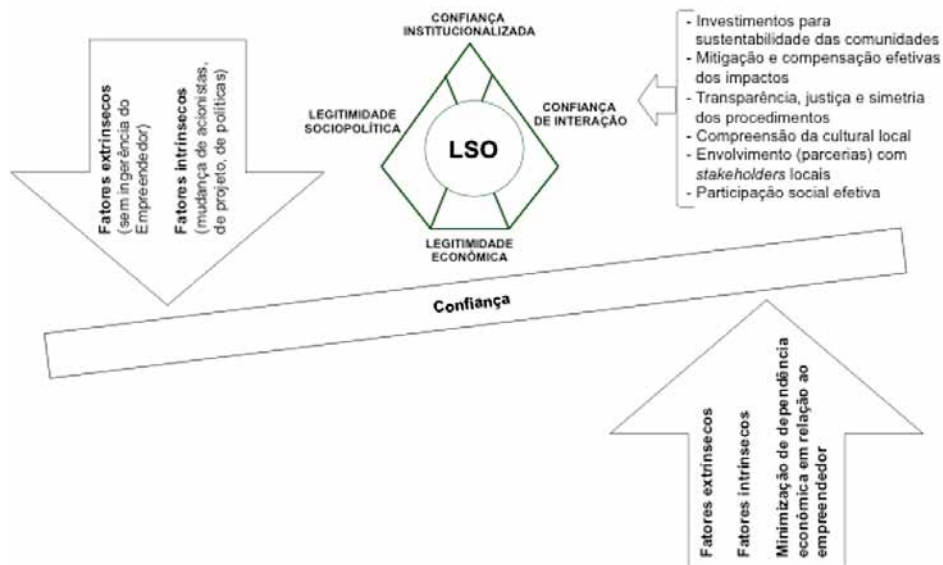 CONFIANÇA
INSTITUCIONALIZADA
LEGITIMIDADE
SOCIOPOLÍTICA
CONFIANÇA
DE INTERAÇÃO
LSO
LEGITIMIDADE
ECONÔMICA
- Investimentos para
sustentabilidade das comunidades
- Mitigação e compensação efetivas
dos impactos
- Transparência, justiça e simetria
dos procedimentos
- Compreensão da cultural local
- Envolvimento (parcerias) com
stakeholders locais
- Participação social efetiva
Fatores extrínsecos
(sem ingerência do
Empreendedor)
Fatores intrínsecos
(mudança de acionistas,
de projeto, de políticas)
Confiança
Fatores extrínsecos
Fatores intrínsecos
Minimização de dependência
econômica em relação ao
empreendedor